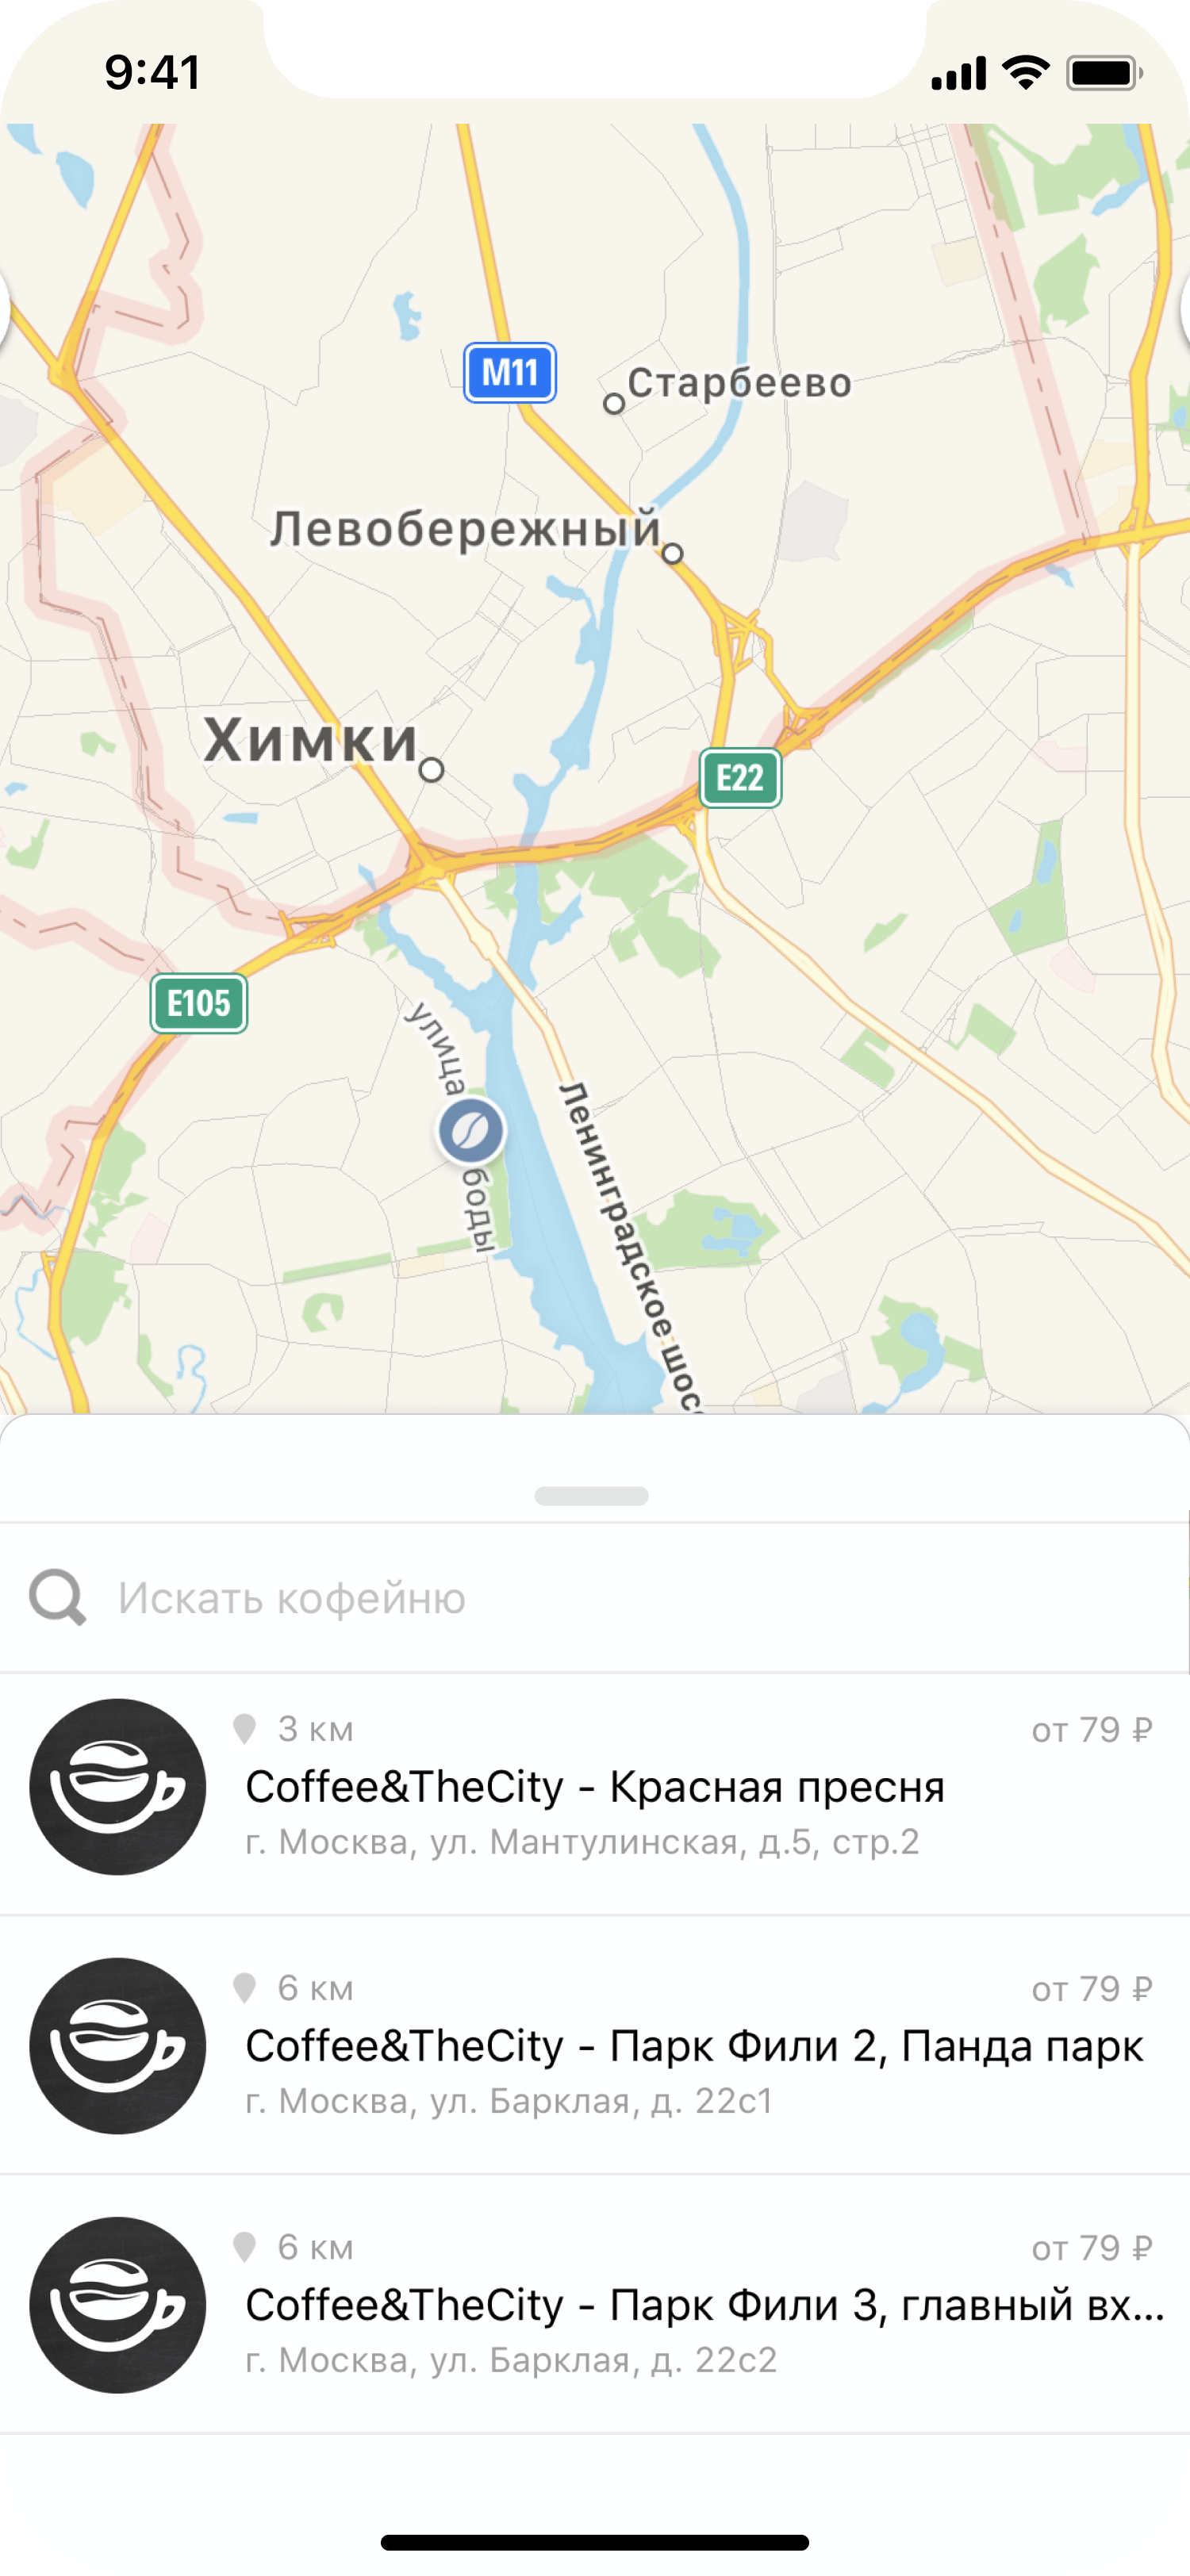 9:41
M11
Старбеево
Левобережный
Химки
E22
E105
улица
боды
Ленинградское шосс
Искать кофейню
3 км
от 79 ₽
Coffee&TheCity - Красная пресня
г. Москва, ул. Мантулинская, д.5, стр.2
6 км
от 79 ₽
Coffee&TheCity - Парк Фили 2, Панда парк
г. Москва, ул. Барклая, д. 22с1
6 км
от 79 ₽
Coffee&TheCity - Парк Фили 3, главный вх...
г. Москва, ул. Барклая, д. 22с2